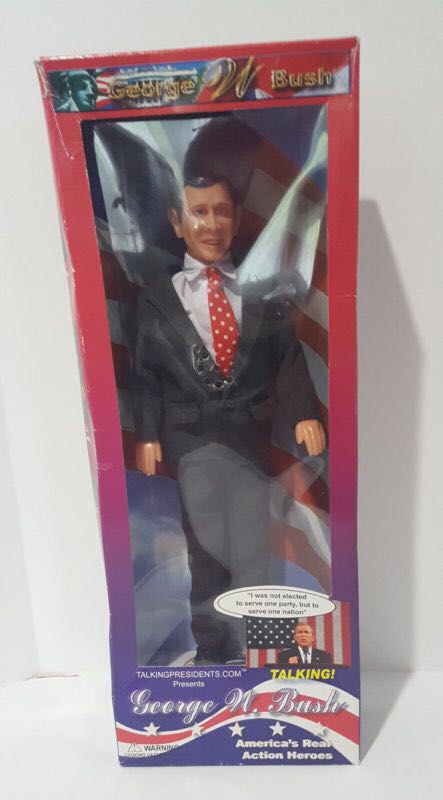 George W Bush
"I was not elected
to serve one party, but to
serve one nation"
TALKINGPRESIDENTS.COM™
Presents
TALKING!
George W. Bush
America's Real
Action Heroes
WARNING